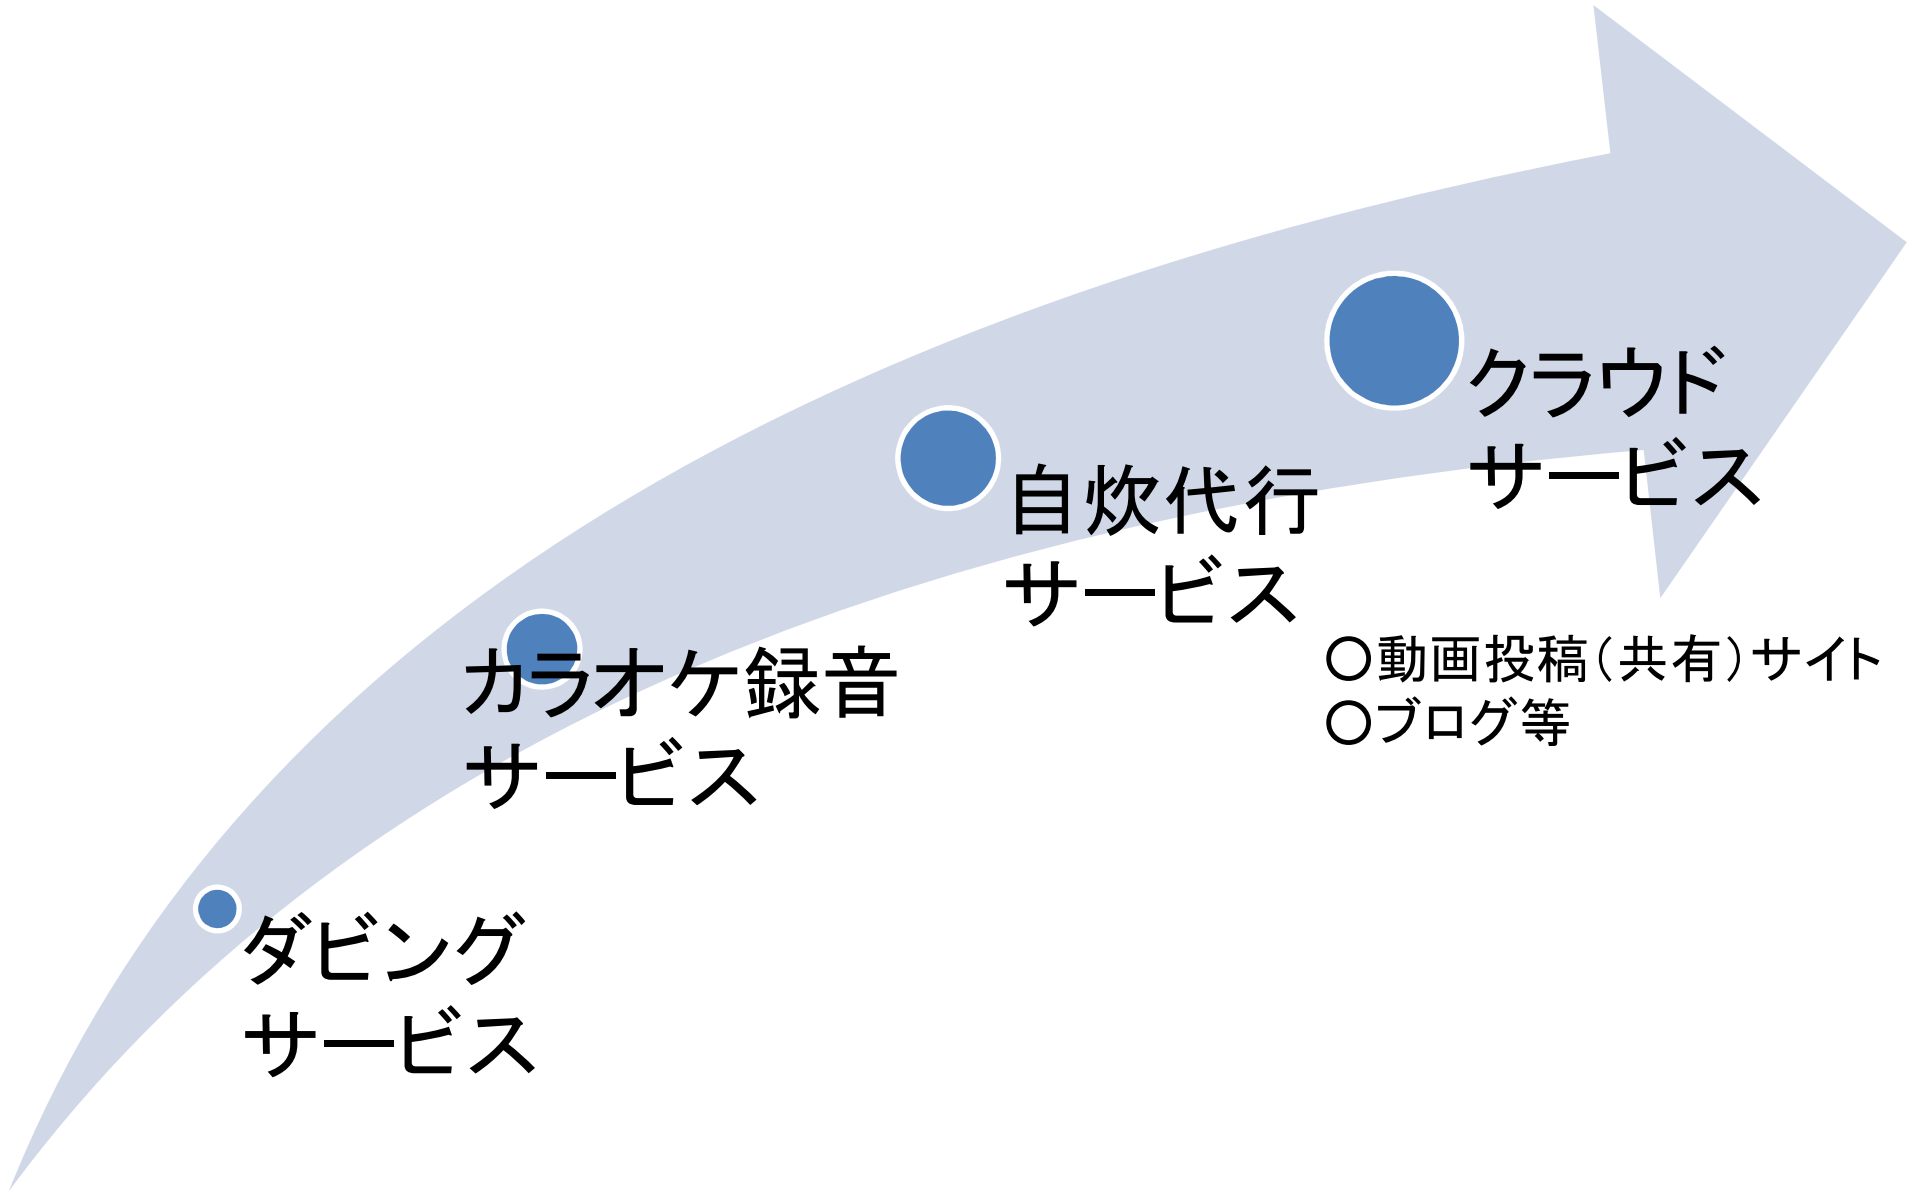 クラウド
サービス
自炊代行
サービス
○動画投稿(共有)サイト
○ブログ等
カラオケ録音
サービス
ダビング
サービス